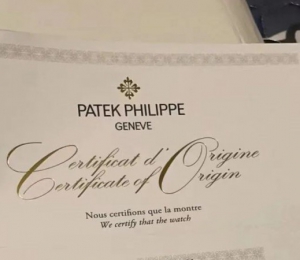 PATEK PHILIPPE
GENEVE
Certificat d'Origine
Certificate of Origin
Nous certifions que la montre
We certify that the watch